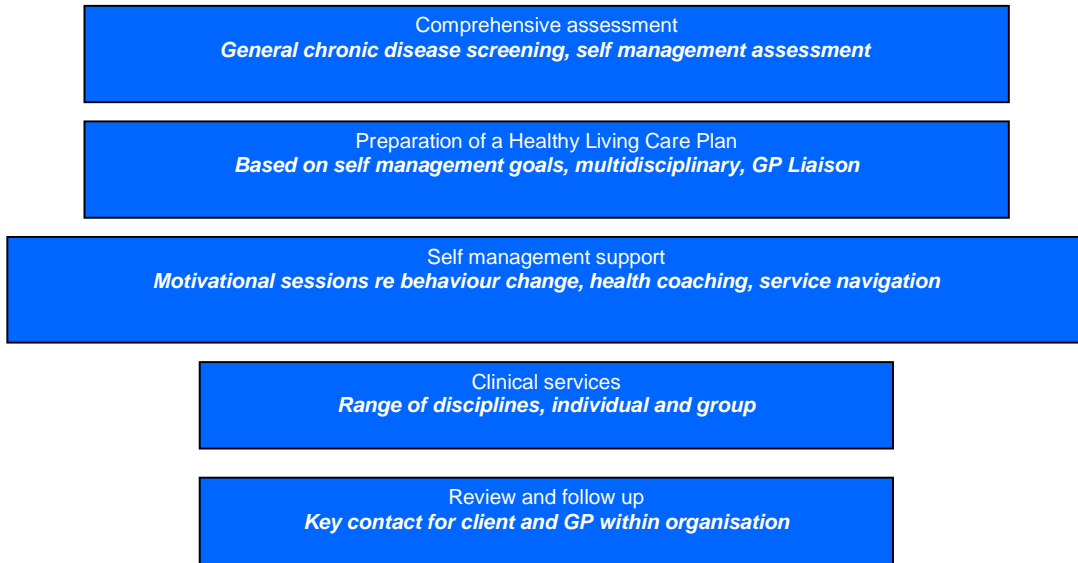 Comprehensive assessment
General chronic disease screening, self management assessment
Preparation of a Healthy Living Care Plan
Based on self management goals, multidisciplinary, GP Liaison
Self management support
Motivational sessions re behaviour change, health coaching, service navigation
Clinical services
Range of disciplines, individual and group
Review and follow up
Key contact for client and GP within organisation